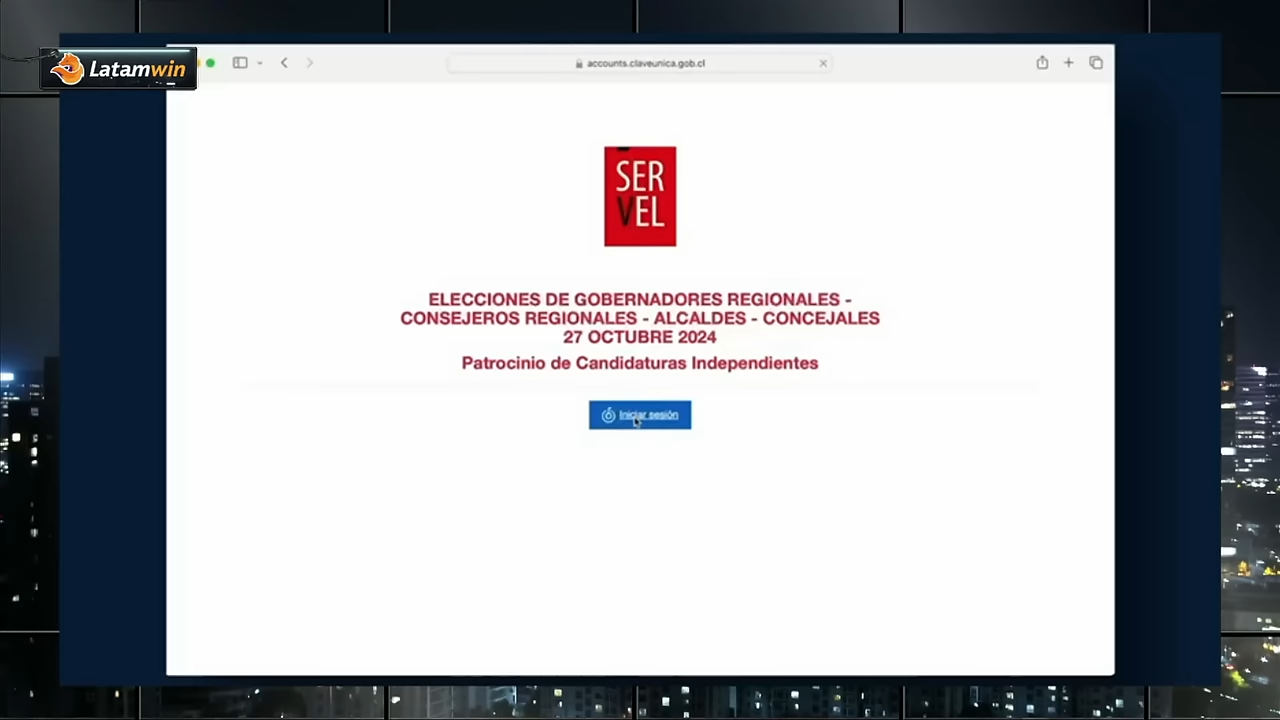 Latamwin
accounts.claveunica.gob.cl
SER
VEL
ELECCIONES DE GOBERNADORES REGIONALES -
CONSEJEROS REGIONALES - ALCALDES - CONCEJALES
27 OCTUBRE 2024
Patrocinio de Candidaturas Independientes
Iniciar sesión